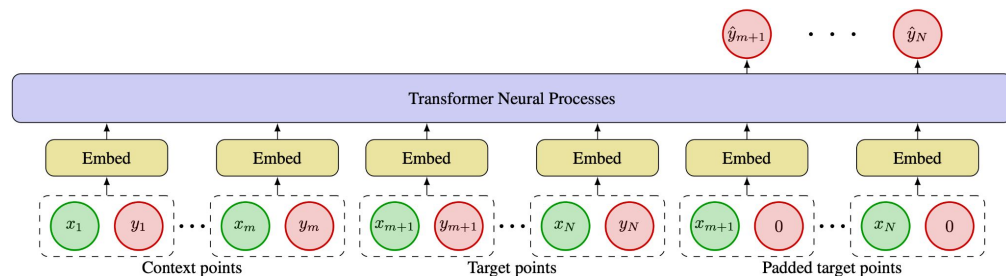 ŷ_{m+1} · · · ŷ_N
Transformer Neural Processes
Embed Embed Embed Embed Embed Embed
x_1 y_1 ··· x_m y_m x_{m+1} y_{m+1} ··· x_N y_N x_{m+1} 0 ··· x_N 0
Context points Target points Padded target points